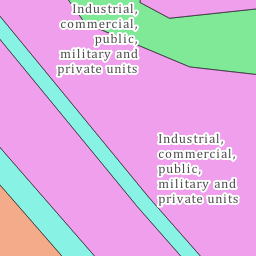 Industrial,
commercial,
public,
military and
private units
Industrial,
commercial,
public,
military and
private units